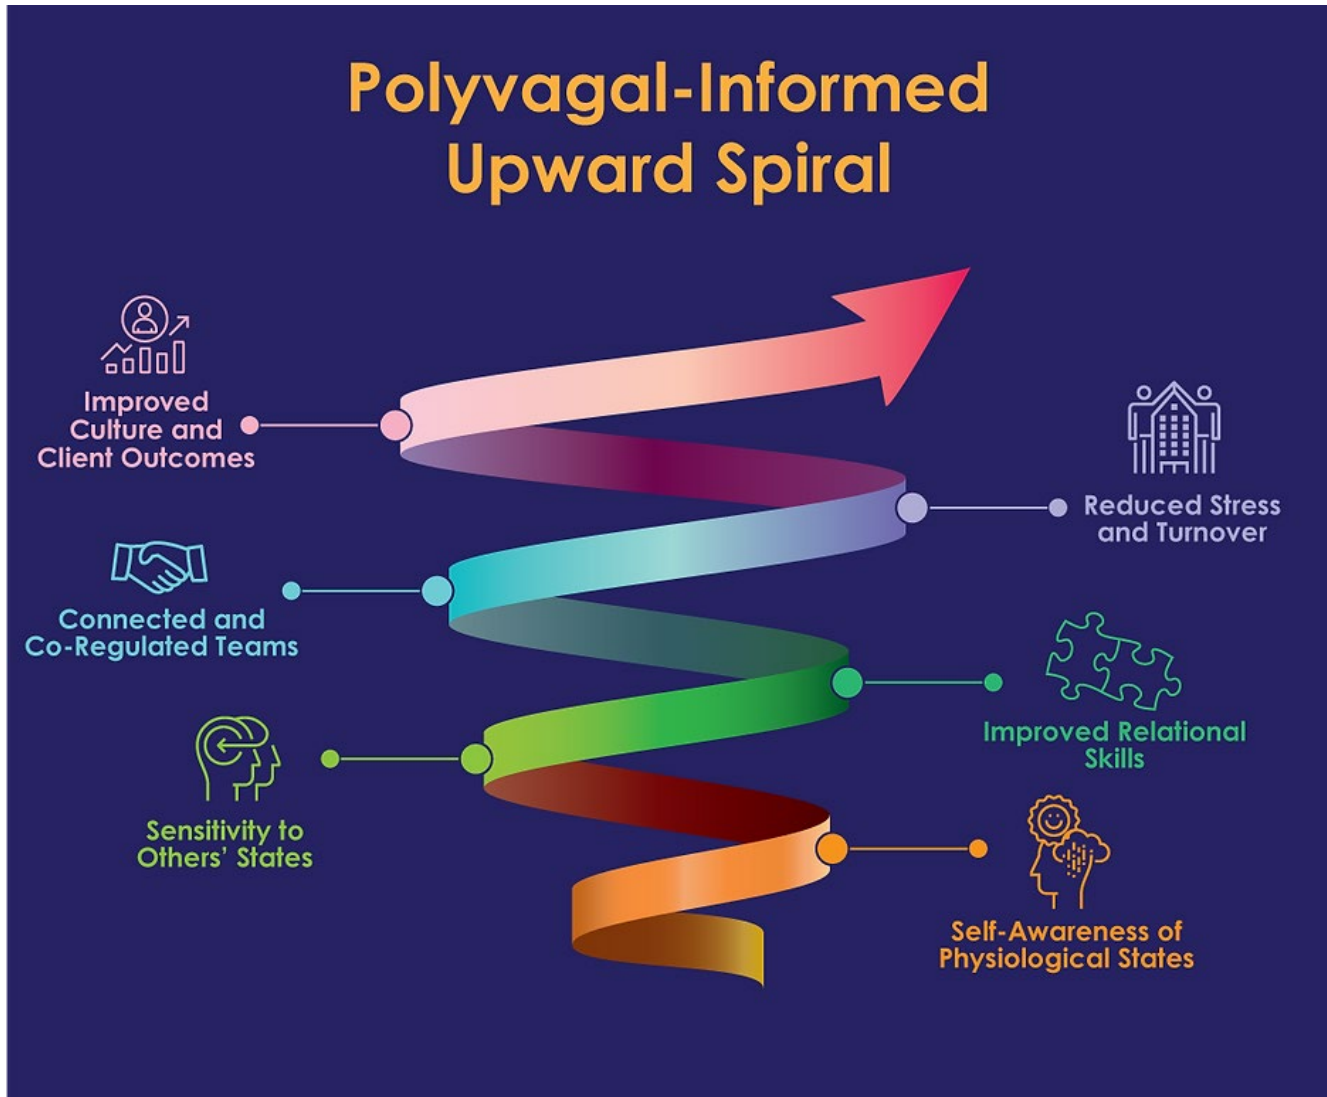 Polyvagal-Informed
Upward Spiral
Improved
Culture and
Client Outcomes
Reduced Stress
and Turnover
Connected and
Co-Regulated Teams
Improved Relational
Skills
Sensitivity to
Others’ States
Self-Awareness of
Physiological States